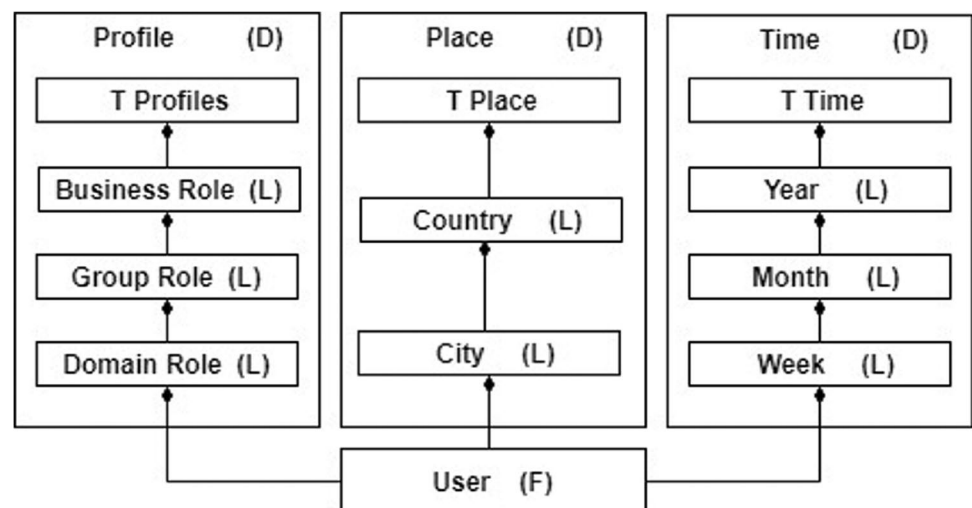 Profile (D)
T Profiles
Business Role (L)
Group Role (L)
Domain Role (L)
Place (D)
T Place
Country (L)
City (L)
Time (D)
T Time
Year (L)
Month (L)
Week (L)
User (F)